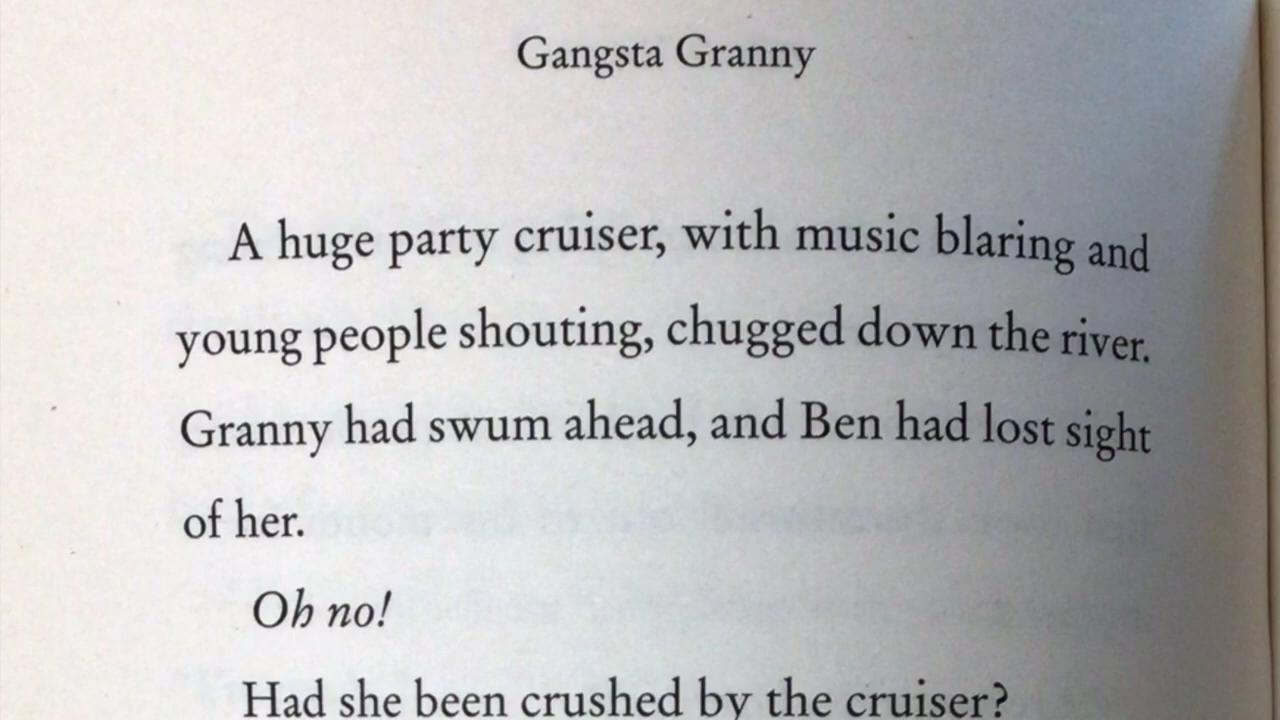 Gangsta Granny
A huge party cruiser, with music blaring and
young people shouting, chugged down the river.
Granny had swum ahead, and Ben had lost sight
of her.
Oh no!
Had she been crushed by the cruiser?